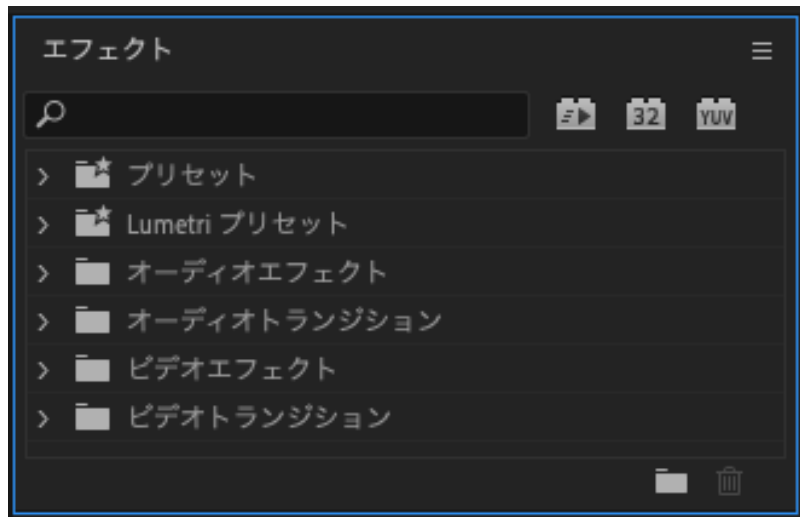 エフェクト
32 YUV
プリセット
Lumetri プリセット
オーディオエフェクト
オーディオトランジション
ビデオエフェクト
ビデオトランジション